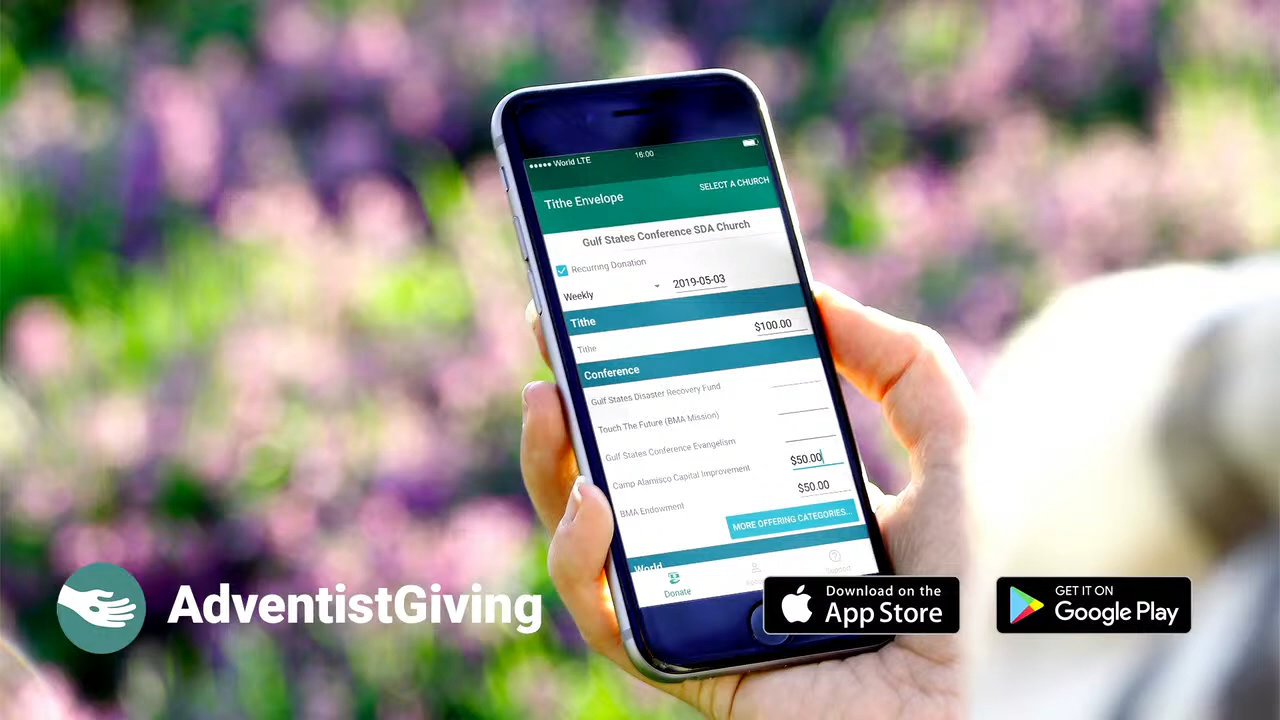 World LTE
16:00
Tithe Envelope
SELECT A CHURCH
Gulf States Conference SDA Church
Recurring Donation
Weekly
2019-05-03
Tithe
Tithe
$100.00
Conference
Gulf States Disaster Recovery Fund
Touch The Future (BMA Mission)
Gulf States Conference Evangelism
Camp Alamisco Capital Improvement
$50.00
BMA Endowment
$50.00
MORE OFFERING CATEGORIES...
World
Donate
Support
AdventistGiving
Download on the
App Store
GET IT ON
Google Play